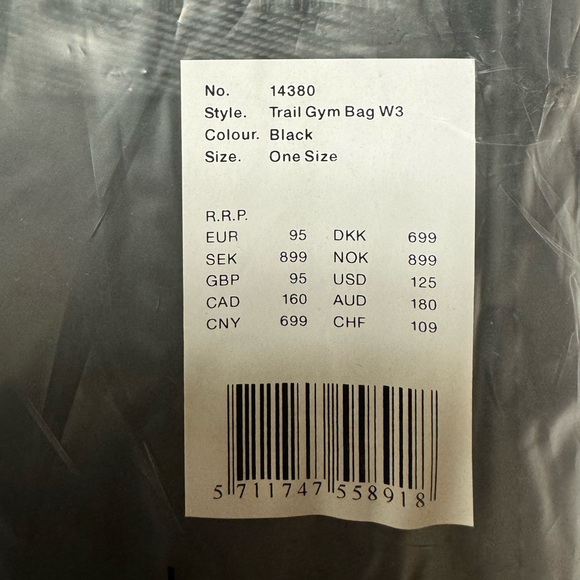 No. 14380
Style. Trail Gym Bag W3
Colour. Black
Size. One Size
R.R.P.
EUR 95 DKK 699
SEK 899 NOK 899
GBP 95 USD 125
CAD 160 AUD 180
CNY 699 CHF 109
5 711747 558918